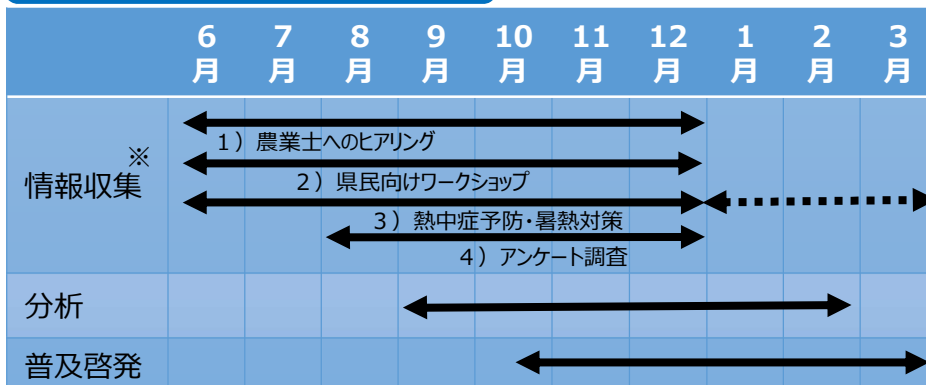 6月 7月 8月 9月 10月 11月 12月 1月 2月 3月
※
情報収集
1）農業士へのヒアリング
2）県民向けワークショップ
3）熱中症予防・暑熱対策
4）アンケート調査
分析
普及啓発